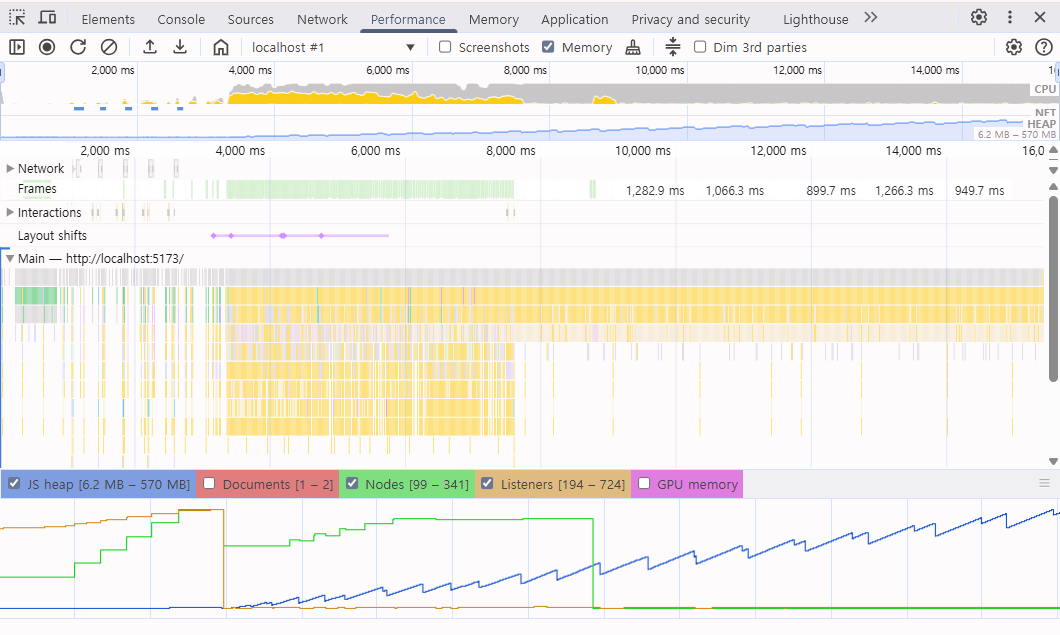 Elements Console Sources Network Performance Memory Application Privacy and security Lighthouse
localhost #1 Screenshots Memory Dim 3rd parties
2,000 ms 4,000 ms 6,000 ms 8,000 ms 10,000 ms 12,000 ms 14,000 ms
CPU
NET
HEAP
6.2 MB – 570 MB
2,000 ms 4,000 ms 6,000 ms 8,000 ms 10,000 ms 12,000 ms 14,000 ms 16,0
Network
Frames 1,282.9 ms 1,066.3 ms 899.7 ms 1,266.3 ms 949.7 ms
Interactions
Layout shifts
Main — http://localhost:5173/
JS heap [6.2 MB – 570 MB] Documents [1 – 2] Nodes [99 – 341] Listeners [194 – 724] GPU memory